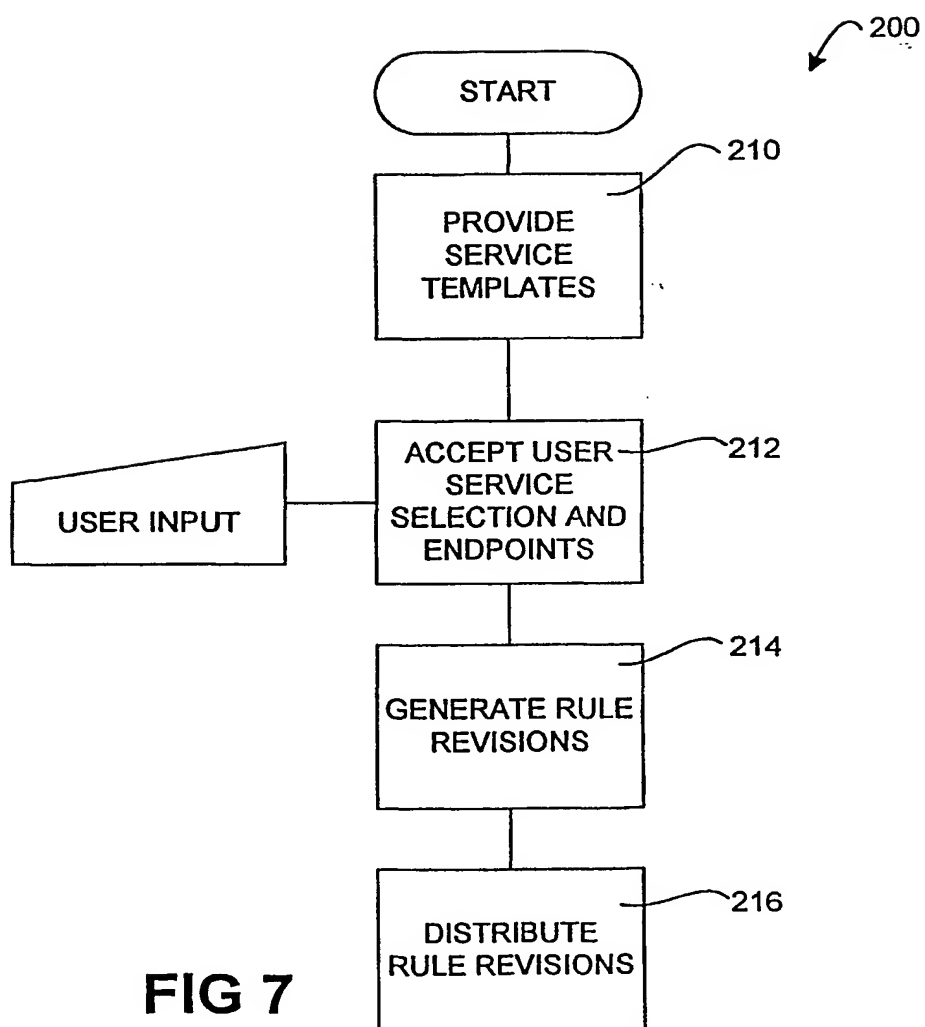 200
START
210
PROVIDE
SERVICE
TEMPLATES
ACCEPT USER
SERVICE
SELECTION AND
ENDPOINTS
212
USER INPUT
214
GENERATE RULE
REVISIONS
216
DISTRIBUTE
RULE REVISIONS
FIG 7